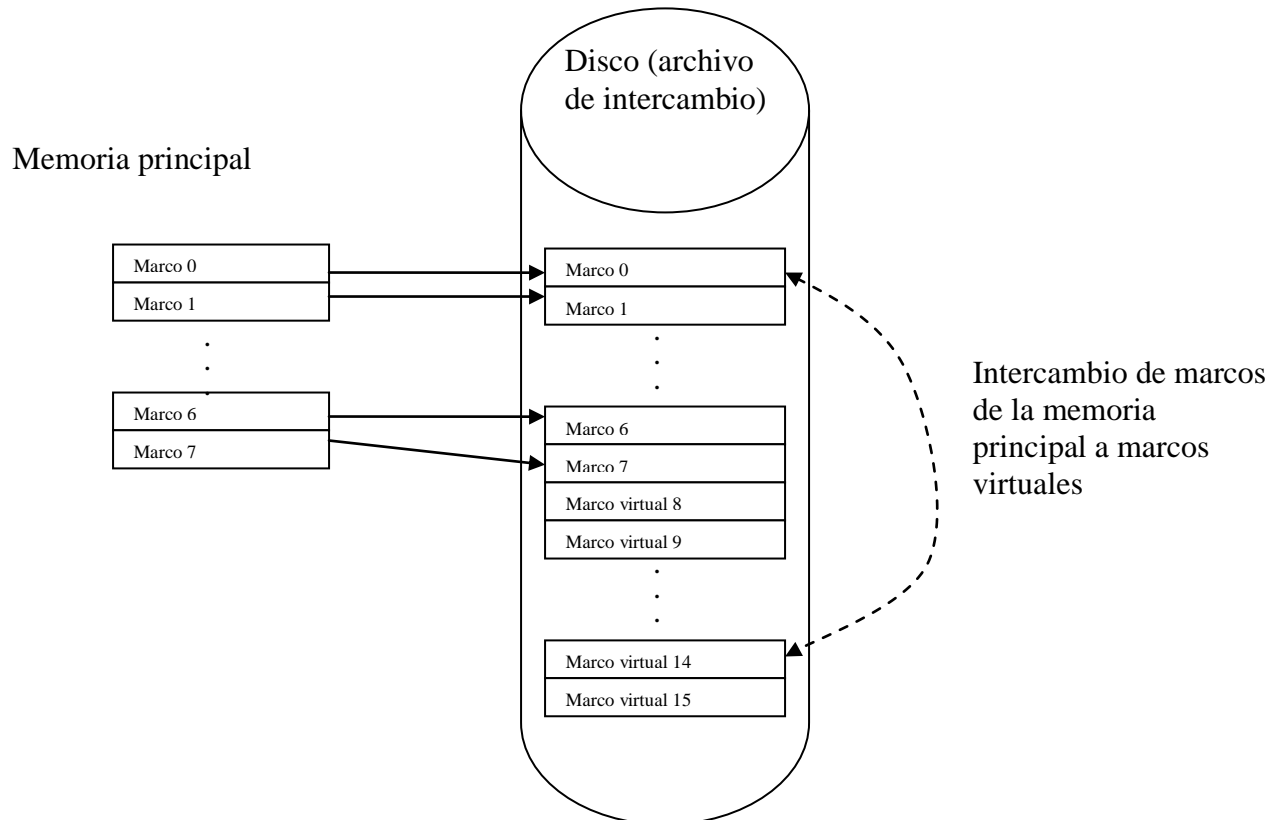 Disco (archivo
de intercambio)
Memoria principal
Marco 0
Marco 1
.
.
.
Marco 6
Marco 7
Marco 0
Marco 1
.
.
.
Marco 6
Marco 7
Marco virtual 8
Marco virtual 9
.
.
.
Marco virtual 14
Marco virtual 15
Intercambio de marcos
de la memoria
principal a marcos
virtuales